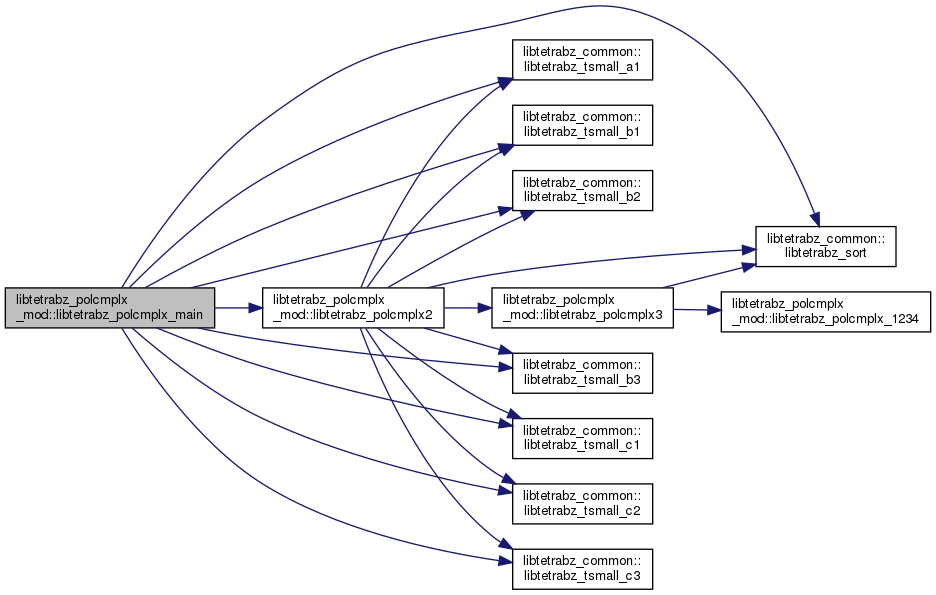 libtetrabz_common::
libtetrabz_tsmall_a1
libtetrabz_common::
libtetrabz_tsmall_b1
libtetrabz_common::
libtetrabz_tsmall_b2
libtetrabz_common::
libtetrabz_sort
libtetrabz_polcmplx
_mod::libtetrabz_polcmplx_main
libtetrabz_polcmplx
_mod::libtetrabz_polcmplx2
libtetrabz_polcmplx
_mod::libtetrabz_polcmplx3
libtetrabz_polcmplx
_mod::libtetrabz_polcmplx_1234
libtetrabz_common::
libtetrabz_tsmall_b3
libtetrabz_common::
libtetrabz_tsmall_c1
libtetrabz_common::
libtetrabz_tsmall_c2
libtetrabz_common::
libtetrabz_tsmall_c3